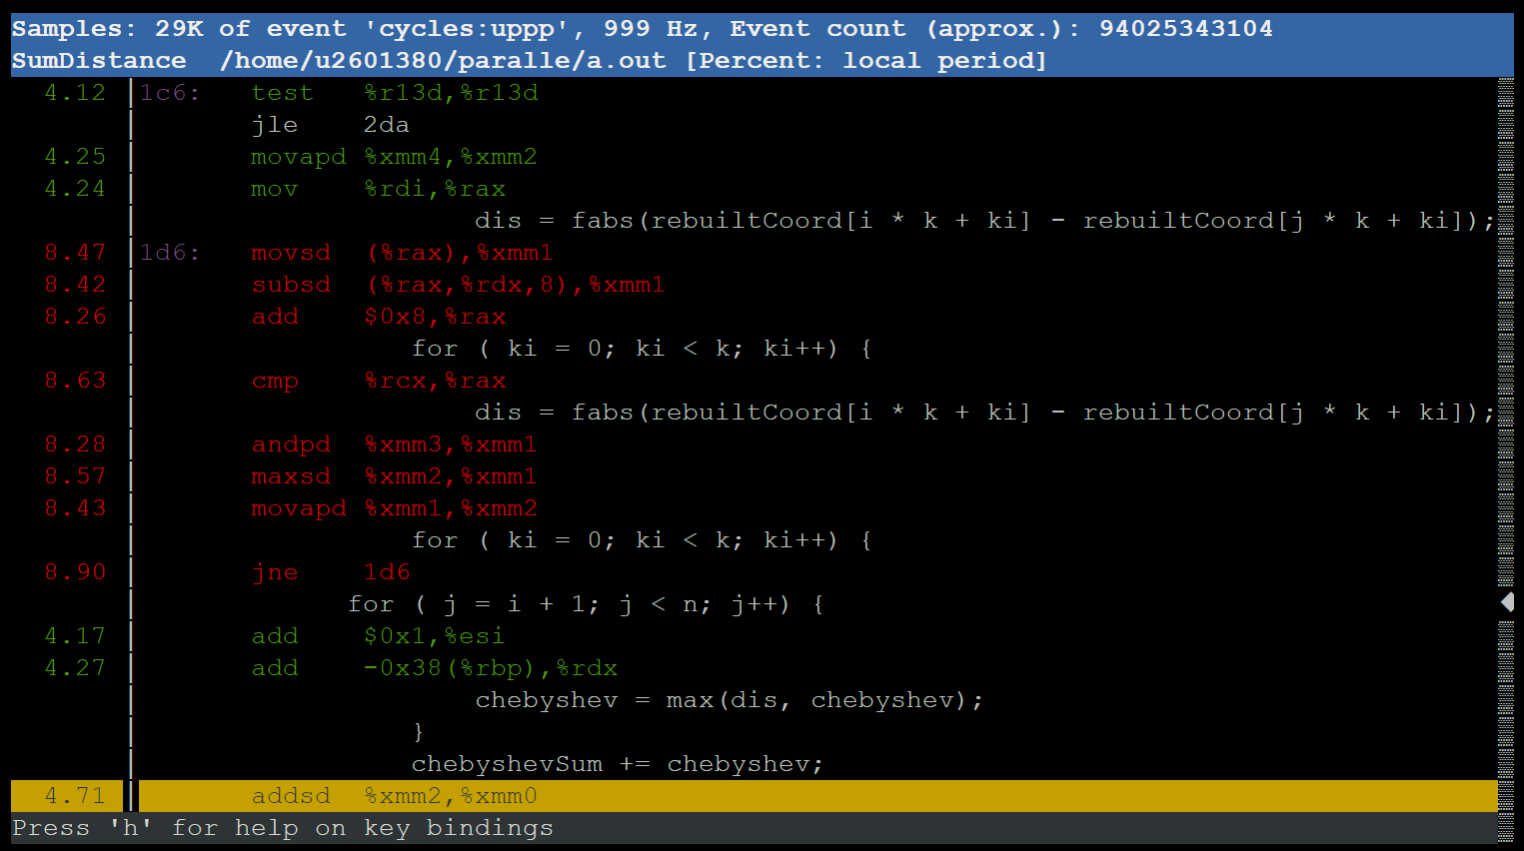 Samples: 29K of event 'cycles:uppp', 999 Hz, Event count (approx.): 94025343104
SumDistance  /home/u2601380/paralle/a.out [Percent: local period]
  4.12 │1c6:   test   %r13d,%r13d
       │       jle    2da
  4.25 │       movapd %xmm4,%xmm2
  4.24 │       mov    %rdi,%rax
       │                     dis = fabs(rebuiltCoord[i * k + ki] - rebuiltCoord[j * k + ki]);
  8.47 │1d6:   movsd  (%rax),%xmm1
  8.42 │       subsd  (%rax,%rdx,8),%xmm1
  8.26 │       add    $0x8,%rax
       │                 for ( ki = 0; ki < k; ki++) {
  8.63 │       cmp    %rcx,%rax
       │                     dis = fabs(rebuiltCoord[i * k + ki] - rebuiltCoord[j * k + ki]);
  8.28 │       andpd  %xmm3,%xmm1
  8.57 │       maxsd  %xmm2,%xmm1
  8.43 │       movapd %xmm1,%xmm2
       │                 for ( ki = 0; ki < k; ki++) {
  8.90 │       jne    1d6
       │             for ( j = i + 1; j < n; j++) {
  4.17 │       add    $0x1,%esi
  4.27 │       add    -0x38(%rbp),%rdx
       │                     chebyshev = max(dis, chebyshev);
       │                 }
       │                 chebyshevSum += chebyshev;
  4.71 │       addsd  %xmm2,%xmm0
Press 'h' for help on key bindings